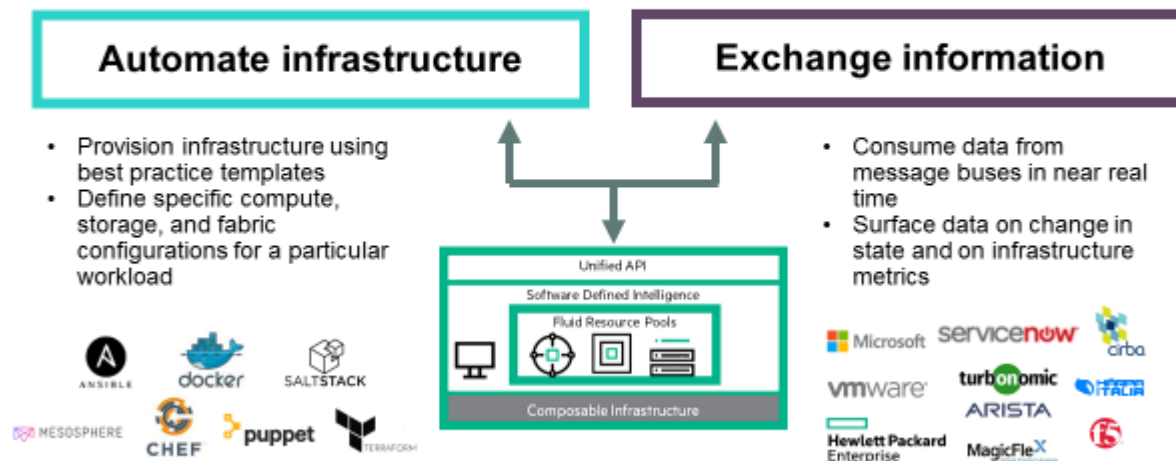 Automate infrastructure
Exchange information
• Provision infrastructure using
best practice templates
• Define specific compute,
storage, and fabric
configurations for a particular
workload
• Consume data from
message buses in near real
time
• Surface data on change in
state and on infrastructure
metrics
Unified API
Software Defined Intelligence
Fluid Resource Pools
Composable Infrastructure
A
ANSIBLE
docker
SALTSTACK
MESOSPHERE
CHEF
puppet
TERRAFORM
Microsoft
servicenow
cirba
vmware
turbonomic
ITALIA
ARISTA
Hewlett Packard
Enterprise
MagicFleX
f5